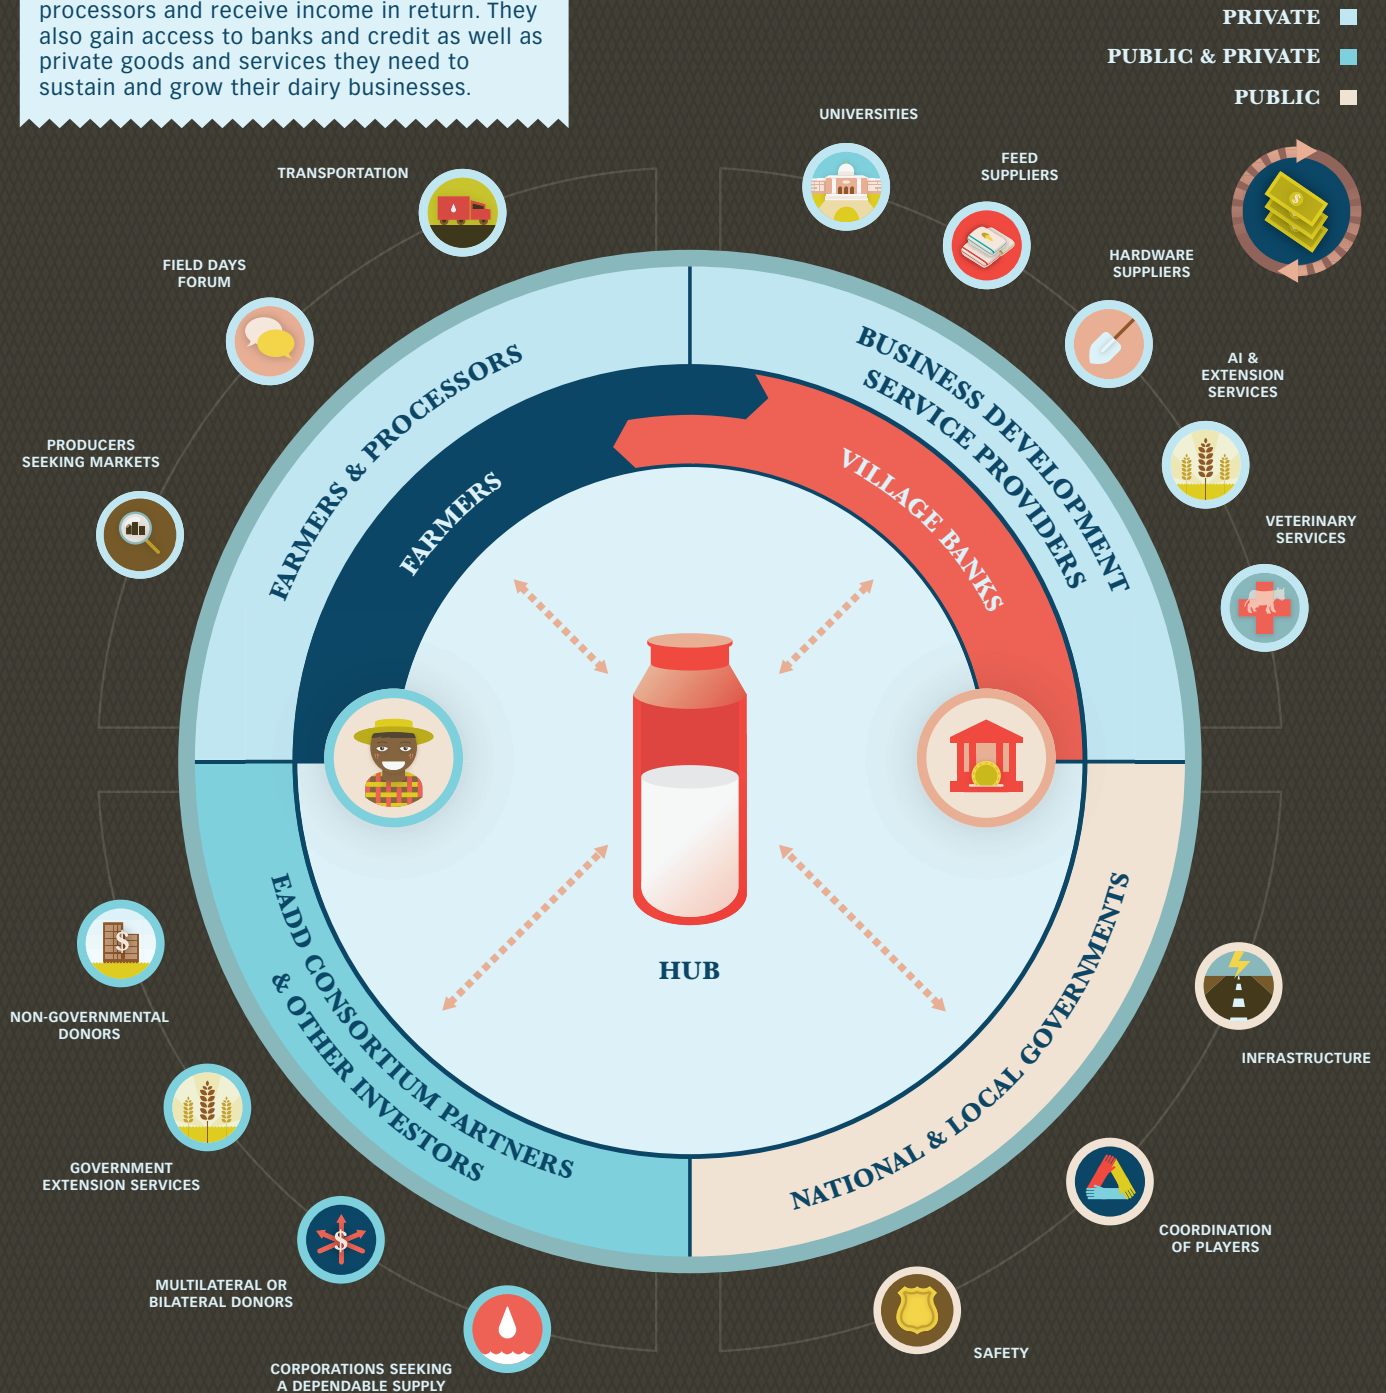 processors and receive income in return. They
also gain access to banks and credit as well as
private goods and services they need to
sustain and grow their dairy businesses.
PRIVATE
PUBLIC & PRIVATE
PUBLIC
UNIVERSITIES
FEED
SUPPLIERS
HARDWARE
SUPPLIERS
AI &
EXTENSION
SERVICES
VETERINARY
SERVICES
TRANSPORTATION
FIELD DAYS
FORUM
PRODUCERS
SEEKING MARKETS
FARMERS & PROCESSORS
FARMERS
BUSINESS DEVELOPMENT
SERVICE PROVIDERS
VILLAGE BANKS
HUB
EADD CONSORTIUM PARTNERS
& OTHER INVESTORS
NATIONAL & LOCAL GOVERNMENTS
$
NON-GOVERNMENTAL
DONORS
GOVERNMENT
EXTENSION SERVICES
$
MULTILATERAL OR
BILATERAL DONORS
CORPORATIONS SEEKING
A DEPENDABLE SUPPLY
INFRASTRUCTURE
COORDINATION
OF PLAYERS
SAFETY
$